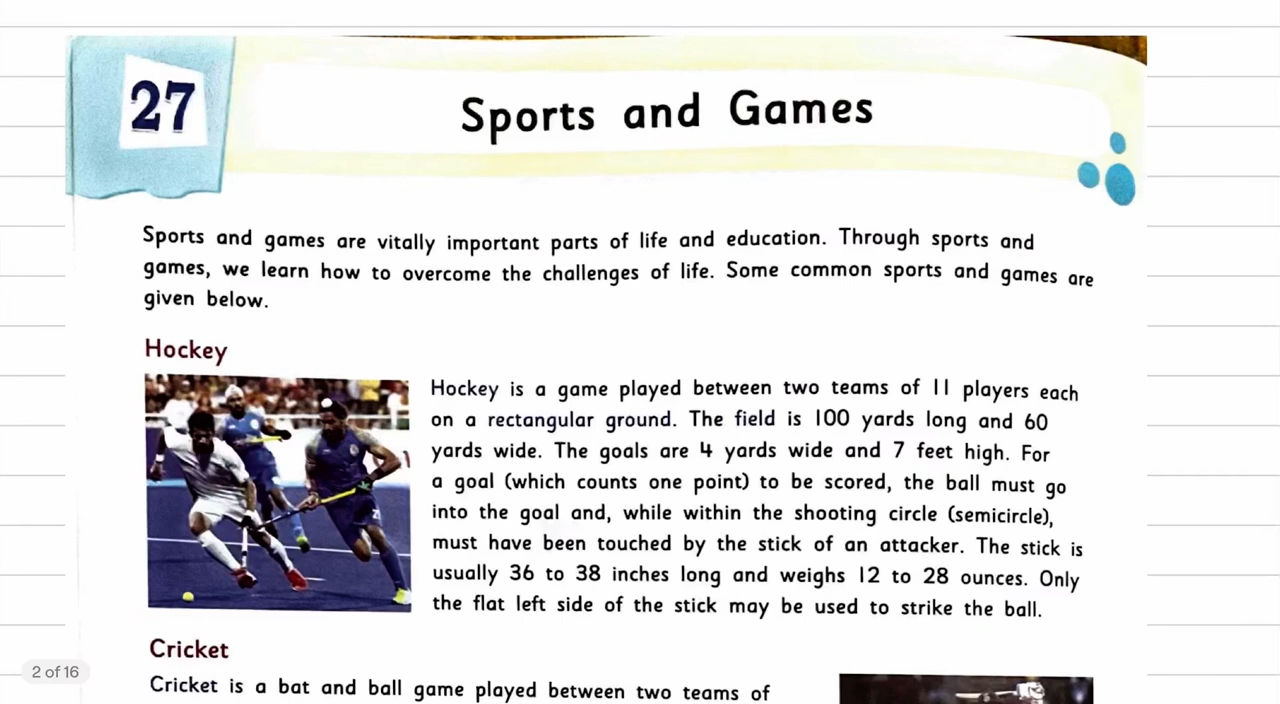 27
Sports and Games
Sports and games are vitally important parts of life and education. Through sports and
games, we learn how to overcome the challenges of life. Some common sports and games are
given below.
Hockey
Hockey is a game played between two teams of 11 players each
on a rectangular ground. The field is 100 yards long and 60
yards wide. The goals are 4 yards wide and 7 feet high. For
a goal (which counts one point) to be scored, the ball must go
into the goal and, while within the shooting circle (semicircle),
must have been touched by the stick of an attacker. The stick is
usually 36 to 38 inches long and weighs 12 to 28 ounces. Only
the flat left side of the stick may be used to strike the ball.
Cricket
2 of 16
Cricket is a bat and ball game played between two teams of